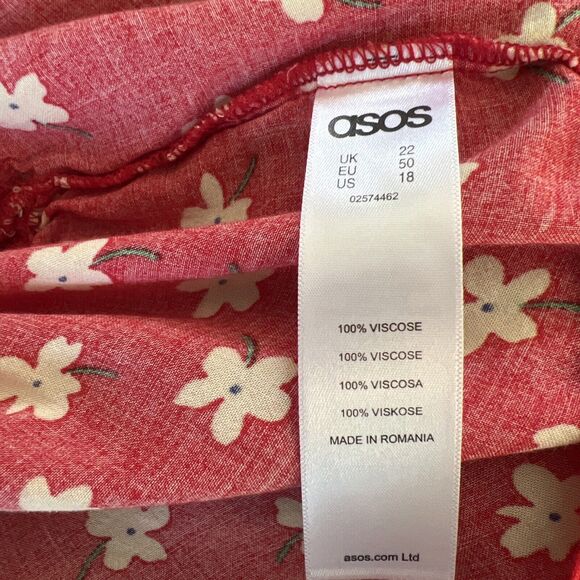 asos
UK 22
EU 50
US 18
02574462
100% VISCOSE
100% VISCOSE
100% VISCOSA
100% VISKOSE
MADE IN ROMANIA
asos.com Ltd